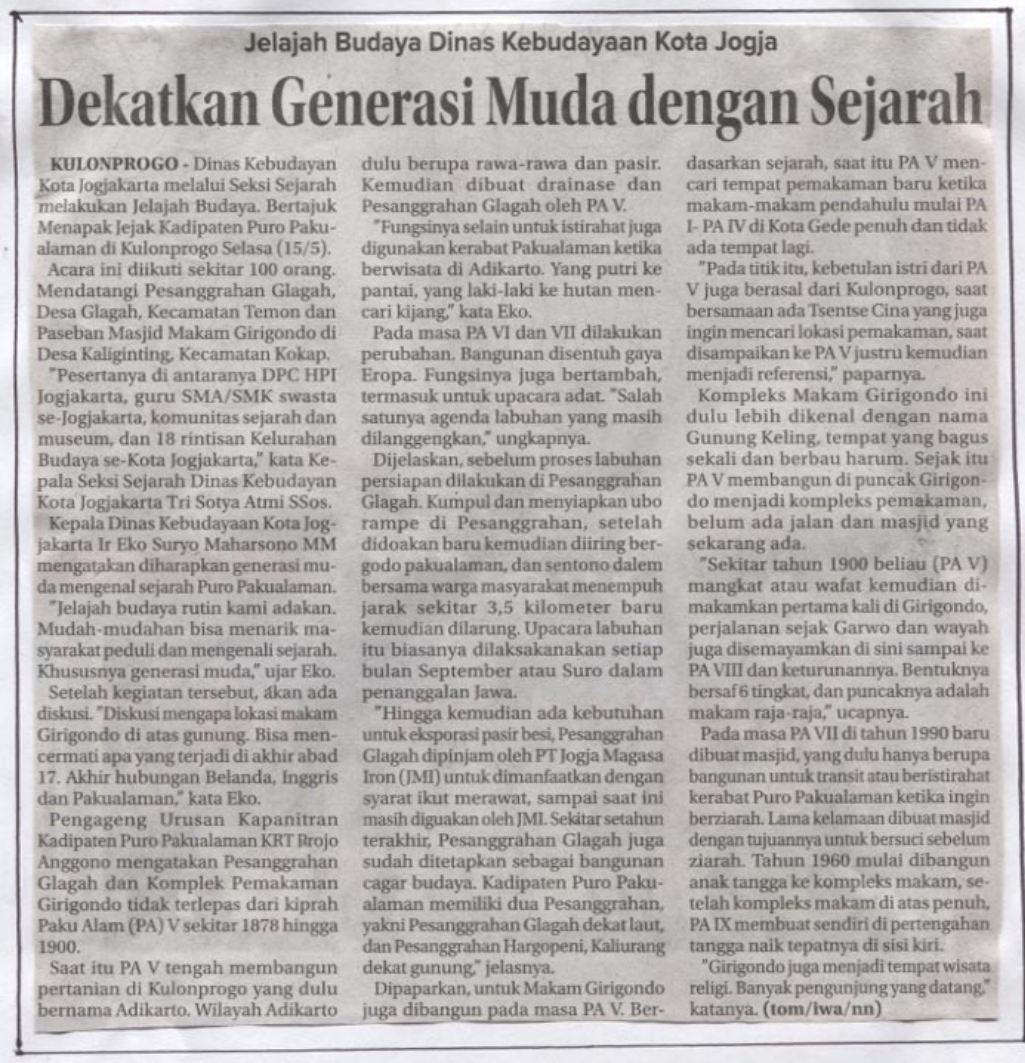 Jelajah Budaya Dinas Kebudayaan Kota Jogja
Dekatkan Generasi Muda dengan Sejarah
KULONPROGO - Dinas Kebudayan
Kota Jogjakarta melalui Seksi Sejarah
melakukan Jelajah Budaya. Bertajuk
Menapak Jejak Kadipaten Puro Paku-
alaman di Kulonprogo Selasa (15/5).
Acara ini diikuti sekitar 100 orang.
Mendatangi Pesanggrahan Glagah,
Desa Glagah, Kecamatan Temon dan
Paseban Masjid Makam Girigondo di
Desa Kaliginting, Kecamatan Kokap.
"Pesertanya di antaranya DPC HPI
Jogjakarta, guru SMA/SMK swasta
se-Jogjakarta, komunitas sejarah dan
museum, dan 18 rintisan Kelurahan
Budaya se-Kota Jogjakarta," kata Ke-
pala Seksi Sejarah Dinas Kebudayan
Kota Jogjakarta Tri Sotya Atmi SSos.
Kepala Dinas Kebudayaan Kota Jog-
jakarta Ir Eko Suryo Maharsono MM
mengatakan diharapkan generasi mu-
da mengenal sejarah Puro Pakualaman.
"Jelajah budaya rutin kami adakan.
Mudah-mudahan bisa menarik ma-
syarakat peduli dan mengenali sejarah.
Khususnya generasi muda," ujar Eko.
Setelah kegiatan tersebut, akan ada
diskusi. "Diskusi mengapa lokasi makam
Girigondo di atas gunung. Bisa men-
cermati apa yang terjadi di akhir abad
17. Akhir hubungan Belanda, Inggris
dan Pakualaman," kata Eko.
Pengageng Urusan Kapanitran
Kadipaten Puro Pakualaman KRT Rrojo
Anggono mengatakan Pesanggrahan
Glagah dan Komplek Pemakaman
Girigondo tidak terlepas dari kiprah
Paku Alam (PA) V sekitar 1878 hingga
1900.
Saat itu PA V tengah membangun
pertanian di Kulonprogo yang dulu
bernama Adikarto. Wilayah Adikarto
dulu berupa rawa-rawa dan pasir.
Kemudian dibuat drainase dan
Pesanggrahan Glagah oleh PA V.
"Fungsinya selain untuk istirahat juga
digunakan kerabat Pakualaman ketika
berwisata di Adikarto. Yang putri ke
pantai, yang laki-laki ke hutan men-
cari kijang," kata Eko.
Pada masa PA VI dan VII dilakukan
perubahan. Bangunan disentuh gaya
Eropa. Fungsinya juga bertambah,
termasuk untuk upacara adat. "Salah
satunya agenda labuhan yang masih
dilanggengkan," ungkapnya.
Dijelaskan, sebelum proses labuhan
persiapan dilakukan di Pesanggrahan
Glagah. Kumpul dan menyiapkan ubo
rampe di Pesanggrahan, setelah
didoakan baru kemudian diiring ber-
godo pakualaman, dan sentono dalem
bersama warga masyarakat menempuh
jarak sekitar 3,5 kilometer baru
kemudian dilarung. Upacara labuhan
itu biasanya dilaksakanakan setiap
bulan September atau Suro dalam
penanggalan Jawa.
"Hingga kemudian ada kebutuhan
untuk eksporasi pasir besi, Pesanggrahan
Glagah dipinjam oleh PT Jogja Magasa
Iron (JMI) untuk dimanfaatkan dengan
syarat ikut merawat, sampai saat ini
masih diguakan oleh JMI. Sekitar setahun
terakhir, Pesanggrahan Glagah juga
sudah ditetapkan sebagai bangunan
cagar budaya. Kadipaten Puro Paku-
alaman memiliki dua Pesanggrahan,
yakni Pesanggrahan Glagah dekat laut,
dan Pesanggrahan Hargopeni, Kaliurang
dekat gunung," jelasnya.
Dipaparkan, untuk Makam Girigondo
juga dibangun pada masa PA V. Ber-
dasarkan sejarah, saat itu PA V men-
cari tempat pemakaman baru ketika
makam-makam pendahulu mulai PA
I- PA IV di Kota Gede penuh dan tidak
ada tempat lagi.
"Pada titik itu, kebetulan istri dari PA
V juga berasal dari Kulonprogo, saat
bersamaan ada Tsentse Cina yang juga
ingin mencari lokasi pemakaman, saat
disampaikan ke PA V justru kemudian
menjadi referensi," paparnya.
Kompleks Makam Girigondo ini
dulu lebih dikenal dengan nama
Gunung Keling, tempat yang bagus
sekali dan berbau harum. Sejak itu
PA V membangun di puncak Girigon-
do menjadi kompleks pemakaman,
belum ada jalan dan masjid yang
sekarang ada.
"Sekitar tahun 1900 beliau (PA V)
mangkat atau wafat kemudian di-
makamkan pertama kali di Girigondo,
perjalanan sejak Garwo dan wayah
juga disemayamkan di sini sampai ke
PA VIII dan keturunannya. Bentuknya
bersaf 6 tingkat, dan puncaknya adalah
makam raja-raja," ucapnya.
Pada masa PA VII di tahun 1990 baru
dibuat masjid, yang dulu hanya berupa
bangunan untuk transit atau beristirahat
kerabat Puro Pakualaman ketika ingin
berziarah. Lama kelamaan dibuat masjid
dengan tujuannya untuk bersuci sebelum
ziarah. Tahun 1960 mulai dibangun
anak tangga ke kompleks makam, se-
telah kompleks makam di atas penuh,
PA IX membuat sendiri di pertengahan
tangga naik tepatnya di sisi kiri.
"Girigondo juga menjadi tempat wisata
religi. Banyak pengunjung yang datang,"
katanya. (tom/iwa/nn)